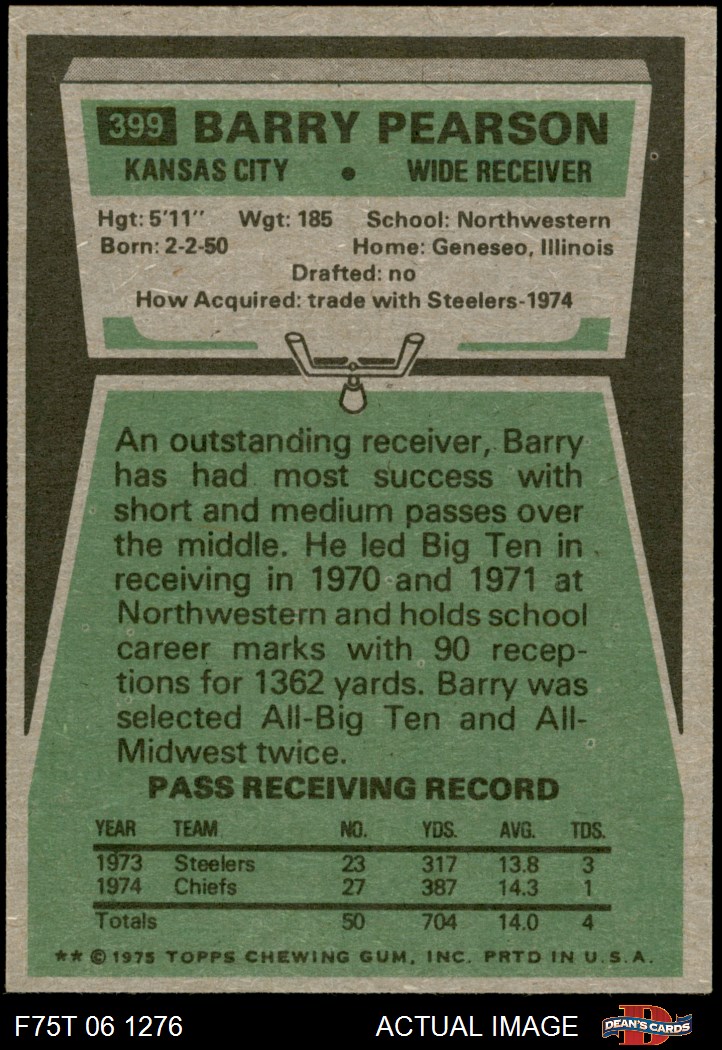 399 BARRY PEARSON
KANSAS CITY • WIDE RECEIVER
Hgt: 5'11" Wgt: 185 School: Northwestern
Born: 2-2-50 Home: Geneseo, Illinois
Drafted: no
How Acquired: trade with Steelers-1974
An outstanding receiver, Barry
has had most success with
short and medium passes over
the middle. He led Big Ten in
receiving in 1970 and 1971 at
Northwestern and holds school
career marks with 90 recep-
tions for 1362 yards. Barry was
selected All-Big Ten and All-
Midwest twice.
PASS RECEIVING RECORD
YEAR TEAM NO. YDS. AVG. TDS.
1973 Steelers 23 317 13.8 3
1974 Chiefs 27 387 14.3 1
Totals 50 704 14.0 4
** © 1975 TOPPS CHEWING GUM, INC. PRTD IN U.S.A.
F75T 06 1276 ACTUAL IMAGE D DEAN'S CARDS